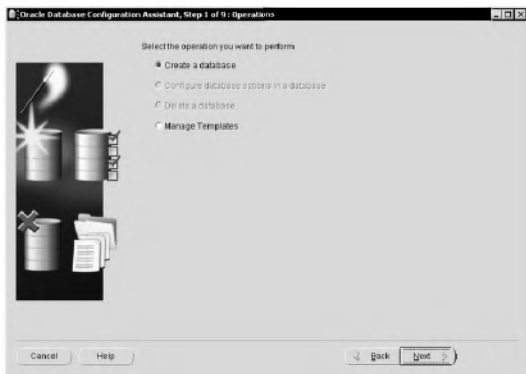 Oracle Database Configuration Assistant, Step 1 of 9 : Operations
Select the operation you want to perform
Create a database
Configure database options in a database
Delete a database
Manage Templates
Cancel
Help
Back
Next